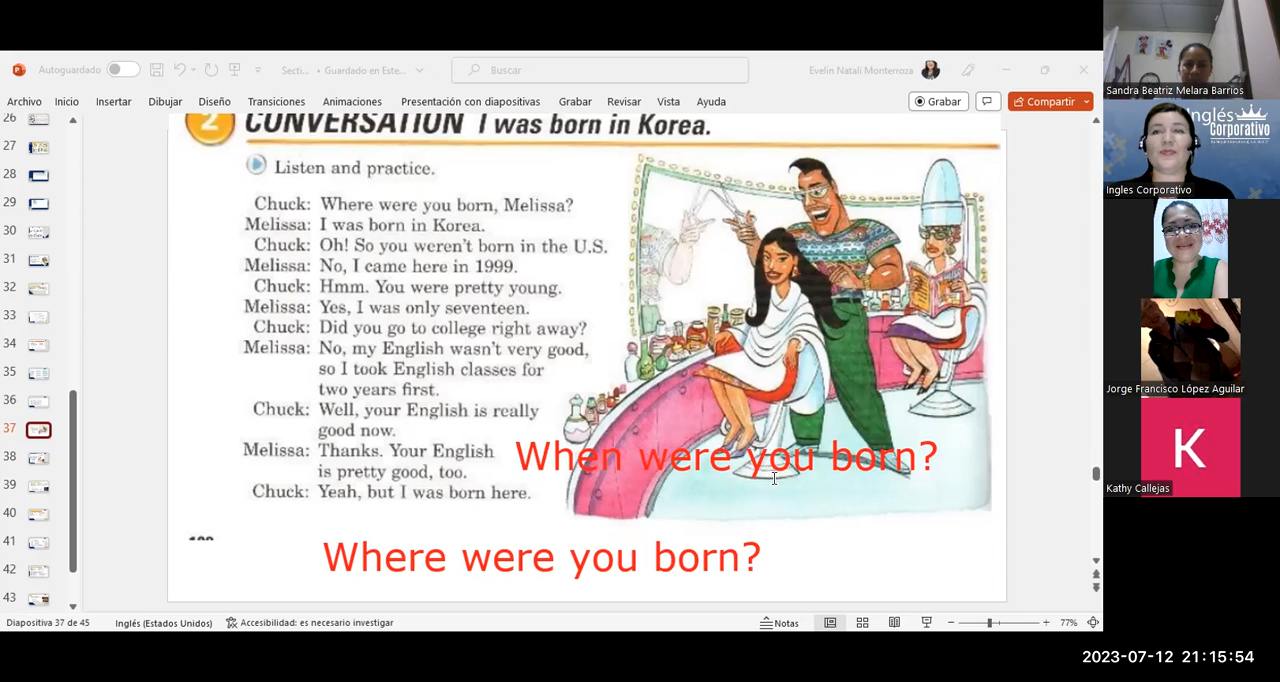 Autoguardado
Secti... • Guardado en Este...
Buscar
Evelin Natali Monterroza
Archivo Inicio Insertar Dibujar Diseño Transiciones Animaciones Presentación con diapositivas Grabar Revisar Vista Ayuda
Grabar
Compartir
26
27
28
29
30
31
32
33
34
35
36
37
38
39
40
41
42
43
2 CONVERSATION I was born in Korea.
Listen and practice.
Chuck: Where were you born, Melissa?
Melissa: I was born in Korea.
Chuck: Oh! So you weren't born in the U.S.
Melissa: No, I came here in 1999.
Chuck: Hmm. You were pretty young.
Melissa: Yes, I was only seventeen.
Chuck: Did you go to college right away?
Melissa: No, my English wasn't very good,
so I took English classes for
two years first.
Chuck: Well, your English is really
good now.
Melissa: Thanks. Your English
is pretty good, too.
Chuck: Yeah, but I was born here.
When were you born?
Where were you born?
Diapositiva 37 de 45
Inglés (Estados Unidos)
Accesibilidad: es necesario investigar
Notas
77%
Sandra Beatriz Melara Barrios
Inglés
Corporativo
Ingles Corporativo
Jorge Francisco López Aguilar
K
Kathy Callejas
2023-07-12 21:15:54